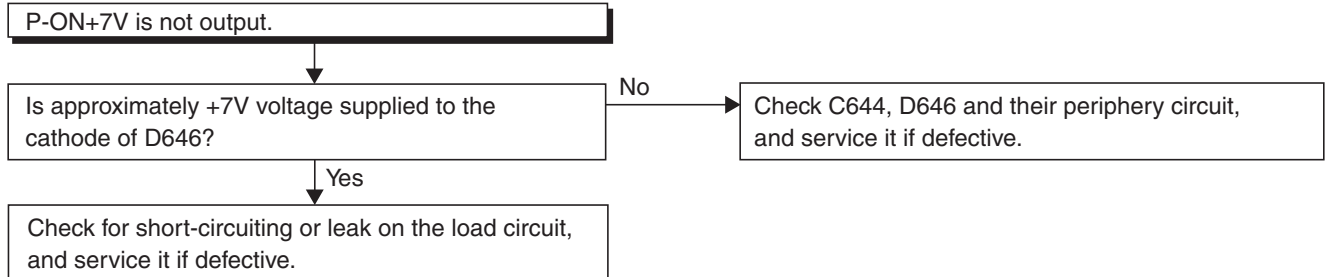 P-ON+7V is not output.
Is approximately +7V voltage supplied to the
cathode of D646?
No
Check C644, D646 and their periphery circuit,
and service it if defective.
Yes
Check for short-circuiting or leak on the load circuit,
and service it if defective.